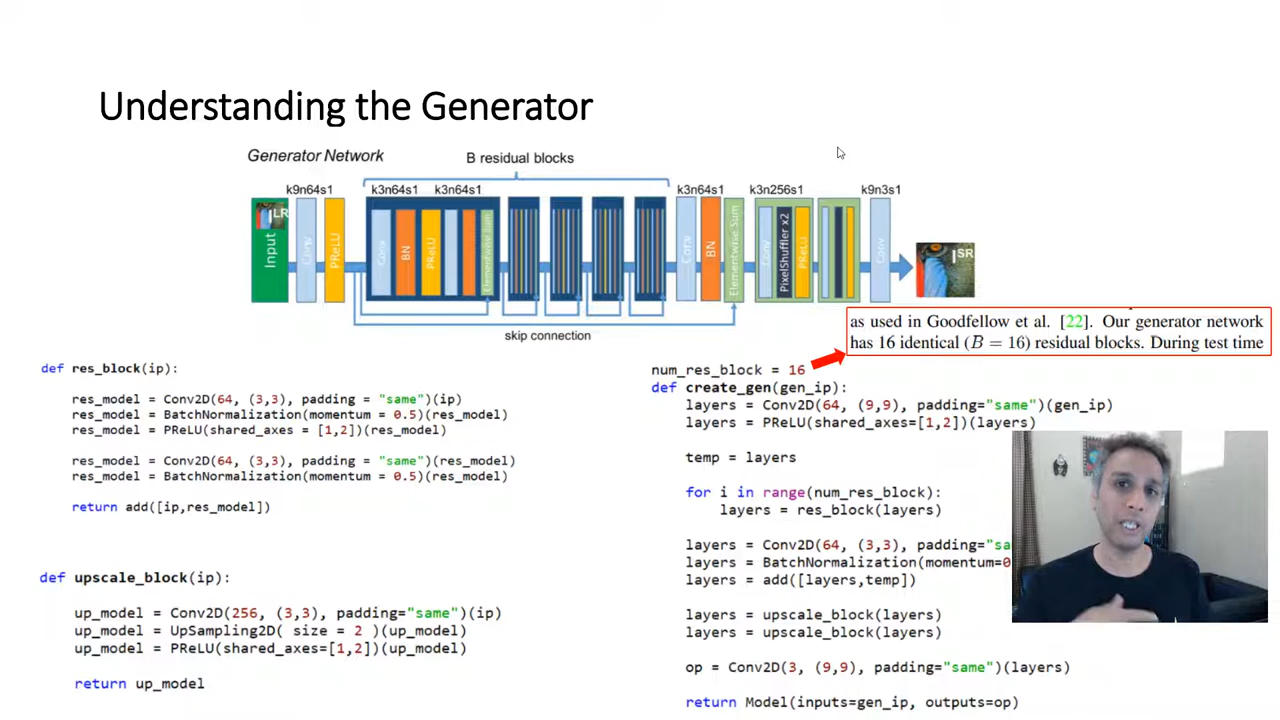 Understanding the Generator
Generator Network
B residual blocks
k9n64s1
k3n64s1
k3n64s1
k3n64s1
k3n256s1
k9n3s1
Input
LR
Conv
PReLU
Conv
BN
PReLU
Elementwise Sum
Conv
BN
Elementwise Sum
Conv
PixelShuffler x2
PReLU
Conv
I SR
skip connection
as used in Goodfellow et al. [22]. Our generator network
has 16 identical (B = 16) residual blocks. During test time
def res_block(ip):
res_model = Conv2D(64, (3,3), padding = "same")(ip)
res_model = BatchNormalization(momentum = 0.5)(res_model)
res_model = PReLU(shared_axes = [1,2])(res_model)
res_model = Conv2D(64, (3,3), padding = "same")(res_model)
res_model = BatchNormalization(momentum = 0.5)(res_model)
return add([ip,res_model])
def upscale_block(ip):
up_model = Conv2D(256, (3,3), padding="same")(ip)
up_model = UpSampling2D( size = 2 )(up_model)
up_model = PReLU(shared_axes=[1,2])(up_model)
return up_model
num_res_block = 16
def create_gen(gen_ip):
layers = Conv2D(64, (9,9), padding="same")(gen_ip)
layers = PReLU(shared_axes=[1,2])(layers)
temp = layers
for i in range(num_res_block):
layers = res_block(layers)
layers = Conv2D(64, (3,3), padding="sa
layers = BatchNormalization(momentum=0
layers = add([layers,temp])
layers = upscale_block(layers)
layers = upscale_block(layers)
op = Conv2D(3, (9,9), padding="same")(layers)
return Model(inputs=gen_ip, outputs=op)